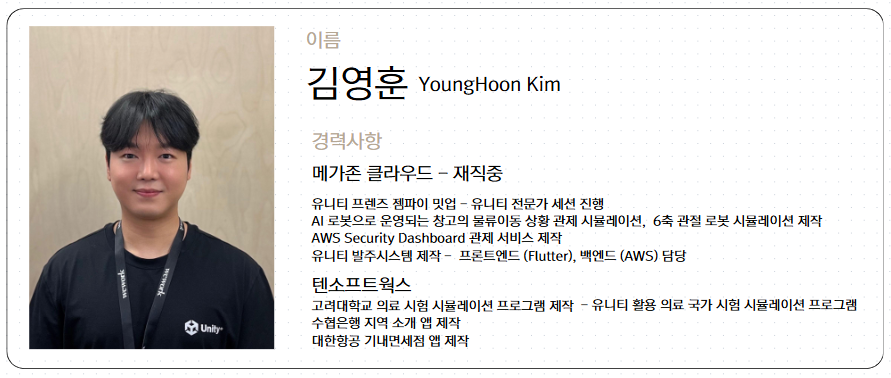 이름
김영훈 YoungHoon Kim
경력사항
메가존 클라우드 – 재직중
유니티 프렌즈 젬파이 밋업 – 유니티 전문가 세션 진행
AI 로봇으로 운영되는 창고의 물류이동 상황 관제 시뮬레이션, 6축 관절 로봇 시뮬레이션 제작
AWS Security Dashboard 관제 서비스 제작
유니티 발주시스템 제작 – 프론트엔드 (Flutter), 백엔드 (AWS) 담당
텐소프트웍스
고려대학교 의료 시험 시뮬레이션 프로그램 제작 – 유니티 활용 의료 국가 시험 시뮬레이션 프로그램
수협은행 지역 소개 앱 제작
대한항공 기내면세점 앱 제작
wework
wework
Unity